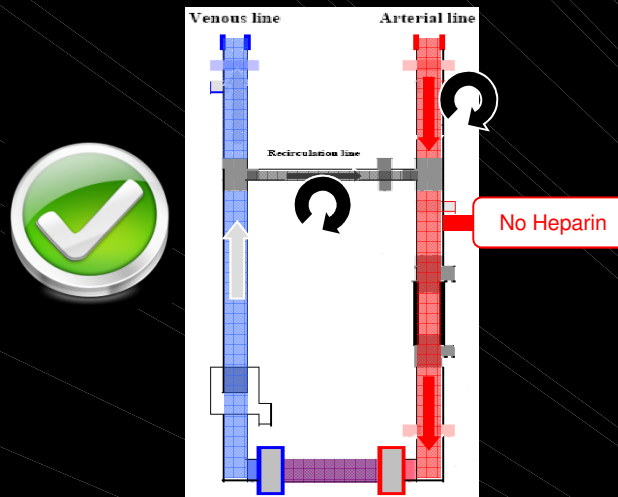 Venous line
Arterial line
Recirculation line
No Heparin